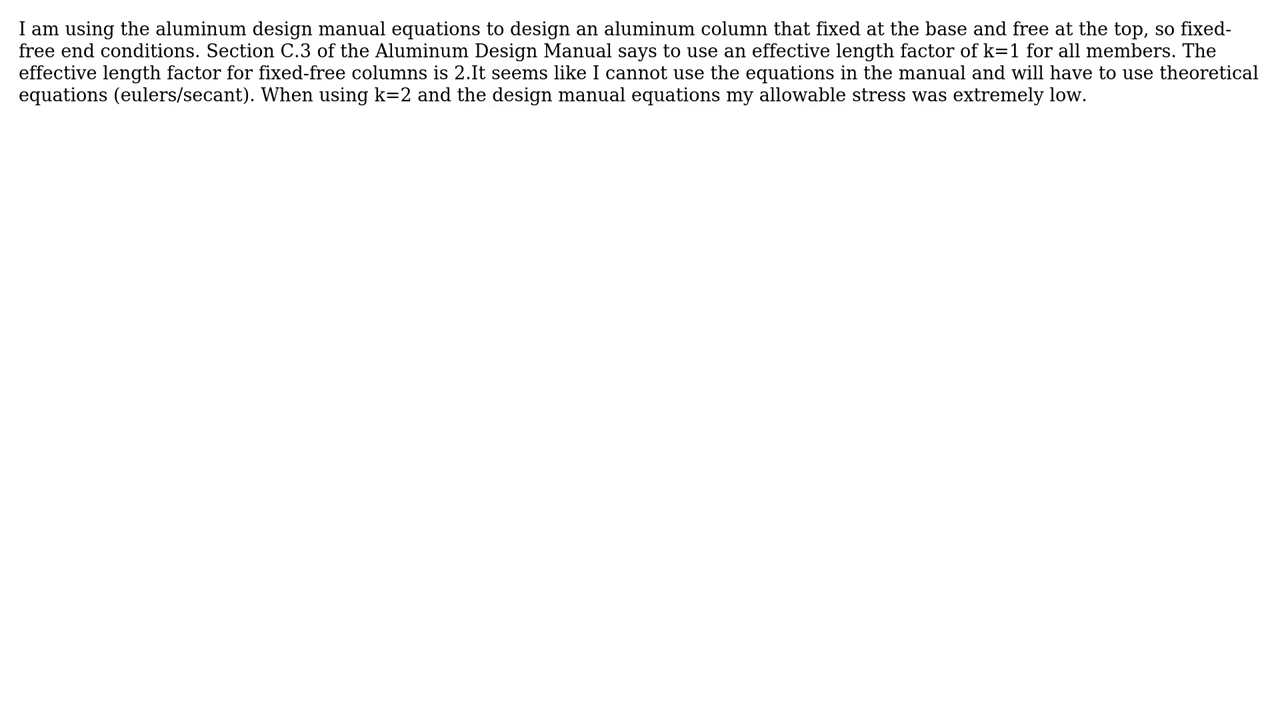 I am using the aluminum design manual equations to design an aluminum column that fixed at the base and free at the top, so fixed-
free end conditions. Section C.3 of the Aluminum Design Manual says to use an effective length factor of k=1 for all members. The
effective length factor for fixed-free columns is 2.It seems like I cannot use the equations in the manual and will have to use theoretical
equations (eulers/secant). When using k=2 and the design manual equations my allowable stress was extremely low.